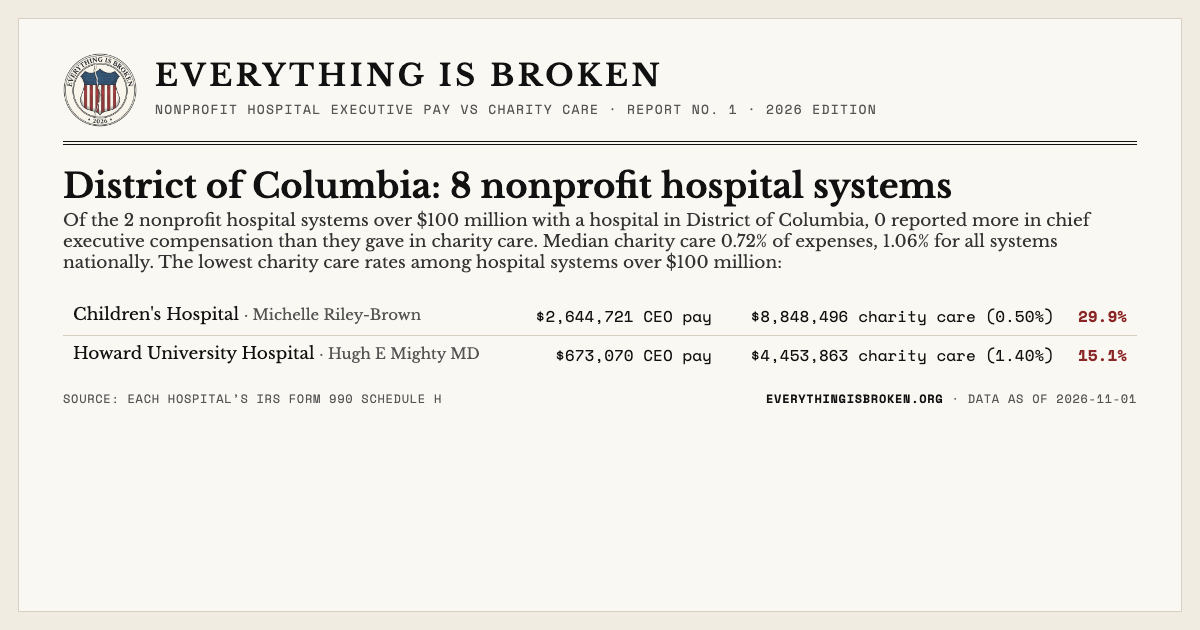 EVERYTHING IS BROKEN
· 2026 ·
EVERYTHING IS BROKEN
NONPROFIT HOSPITAL EXECUTIVE PAY VS CHARITY CARE · REPORT NO. 1 · 2026 EDITION
District of Columbia: 8 nonprofit hospital systems
Of the 2 nonprofit hospital systems over $100 million with a hospital in District of Columbia, 0 reported more in chief
executive compensation than they gave in charity care. Median charity care 0.72% of expenses, 1.06% for all systems
nationally. The lowest charity care rates among hospital systems over $100 million:
Children's Hospital · Michelle Riley-Brown $2,644,721 CEO pay $8,848,496 charity care (0.50%) 29.9%
Howard University Hospital · Hugh E Mighty MD $673,070 CEO pay $4,453,863 charity care (1.40%) 15.1%
SOURCE: EACH HOSPITAL’S IRS FORM 990 SCHEDULE H EVERYTHINGISBROKEN.ORG · DATA AS OF 2026-11-01